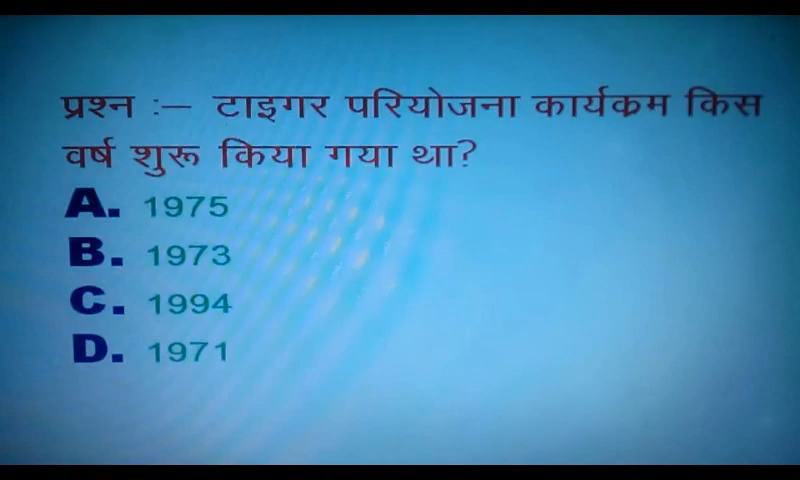 प्रश्न :– टाइगर परियोजना कार्यक्रम किस
वर्ष शुरू किया गया था?
A. 1975
B. 1973
C. 1994
D. 1971